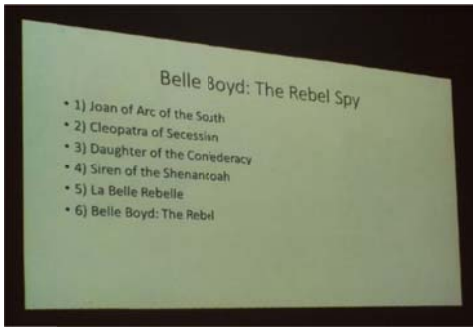 Belle Boyd: The Rebel Spy
• 1) Joan of Arc of the South
• 2) Cleopatra of Secession
• 3) Daughter of the Confederacy
• 4) Siren of the Shenandoah
• 5) La Belle Rebelle
• 6) Belle Boyd: The Rebel